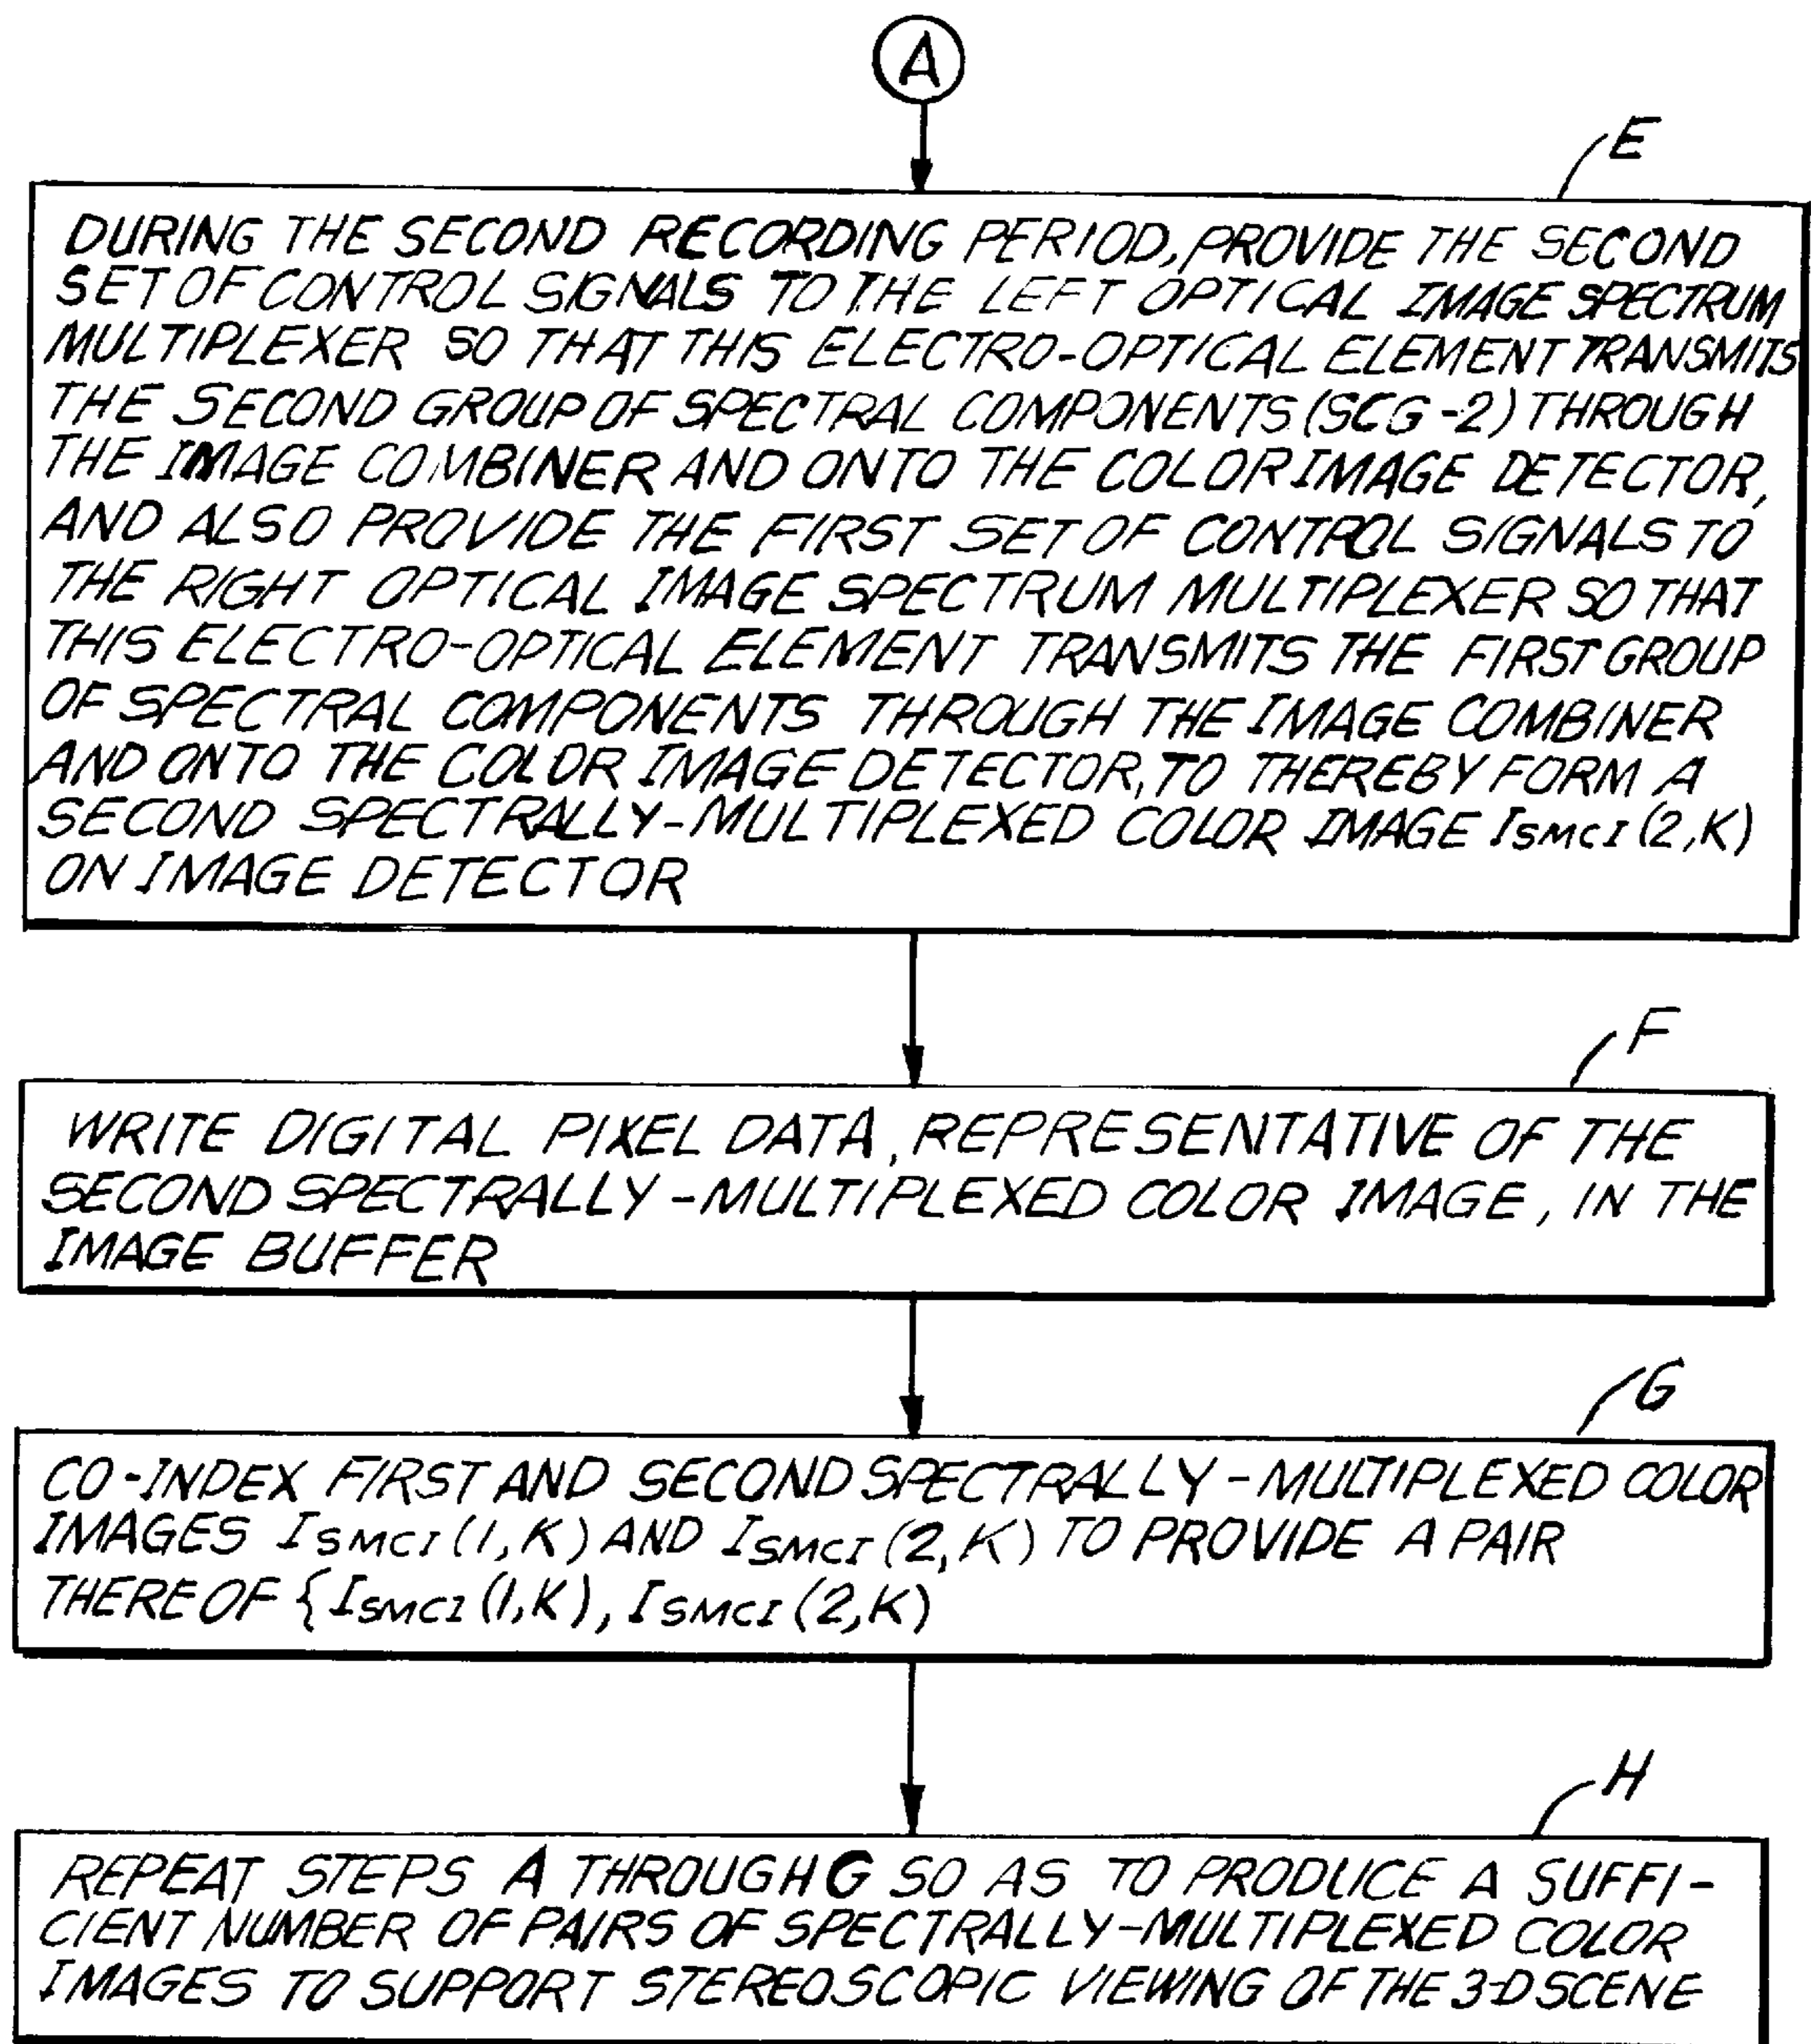 A
E
DURING THE SECOND RECORDING PERIOD, PROVIDE THE SECOND
SET OF CONTROL SIGNALS TO THE LEFT OPTICAL IMAGE SPECTRUM
MULTIPLEXER SO THAT THIS ELECTRO-OPTICAL ELEMENT TRANSMITS
THE SECOND GROUP OF SPECTRAL COMPONENTS (SCG-2) THROUGH
THE IMAGE COMBINER AND ONTO THE COLOR IMAGE DETECTOR,
AND ALSO PROVIDE THE FIRST SET OF CONTROL SIGNALS TO
THE RIGHT OPTICAL IMAGE SPECTRUM MULTIPLEXER SO THAT
THIS ELECTRO-OPTICAL ELEMENT TRANSMITS THE FIRST GROUP
OF SPECTRAL COMPONENTS THROUGH THE IMAGE COMBINER
AND ONTO THE COLOR IMAGE DETECTOR, TO THEREBY FORM A
SECOND SPECTRALLY-MULTIPLEXED COLOR IMAGE ISMCI (2,K)
ON IMAGE DETECTOR
F
WRITE DIGITAL PIXEL DATA, REPRESENTATIVE OF THE
SECOND SPECTRALLY-MULTIPLEXED COLOR IMAGE, IN THE
IMAGE BUFFER
G
CO-INDEX FIRST AND SECOND SPECTRALLY-MULTIPLEXED COLOR
IMAGES ISMCI (1,K) AND ISMCI (2,K) TO PROVIDE A PAIR
THEREOF {ISMCI (1,K), ISMCI (2,K)
H
REPEAT STEPS A THROUGH G SO AS TO PRODUCE A SUFFI-
CIENT NUMBER OF PAIRS OF SPECTRALLY-MULTIPLEXED COLOR
IMAGES TO SUPPORT STEREOSCOPIC VIEWING OF THE 3-D SCENE